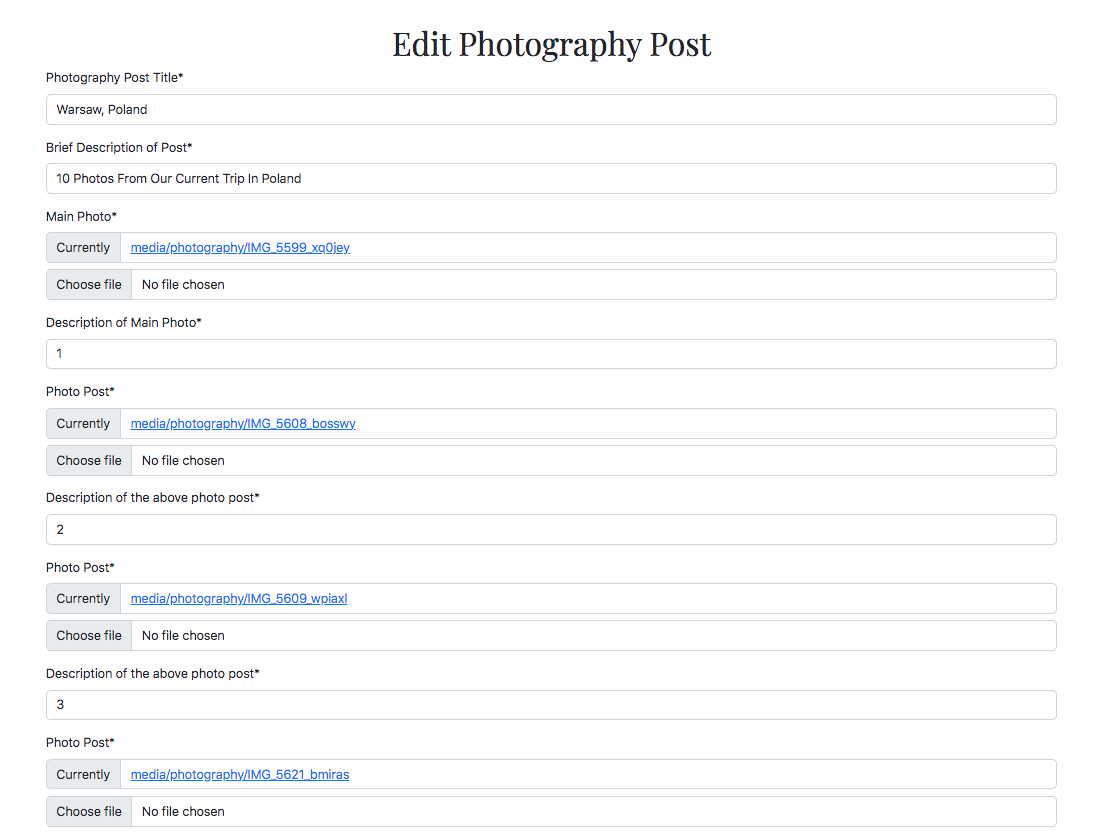 Edit Photography Post
Photography Post Title*
Warsaw, Poland
Brief Description of Post*
10 Photos From Our Current Trip In Poland
Main Photo*
Currently media/photography/IMG_5599_xq0jey
Choose file No file chosen
Description of Main Photo*
1
Photo Post*
Currently media/photography/IMG_5608_bosswy
Choose file No file chosen
Description of the above photo post*
2
Photo Post*
Currently media/photography/IMG_5609_wpiaxl
Choose file No file chosen
Description of the above photo post*
3
Photo Post*
Currently media/photography/IMG_5621_bmiras
Choose file No file chosen